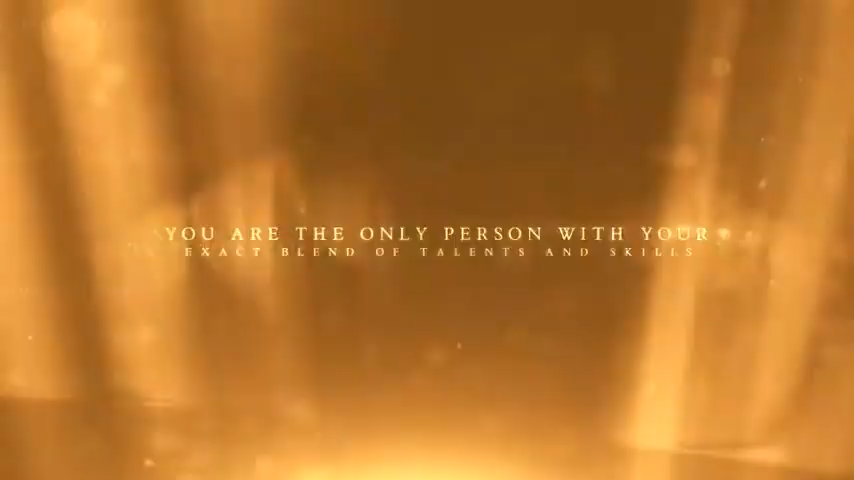 YOU ARE THE ONLY PERSON WITH YOUR
EXACT BLEND OF TALENTS AND SKILLS